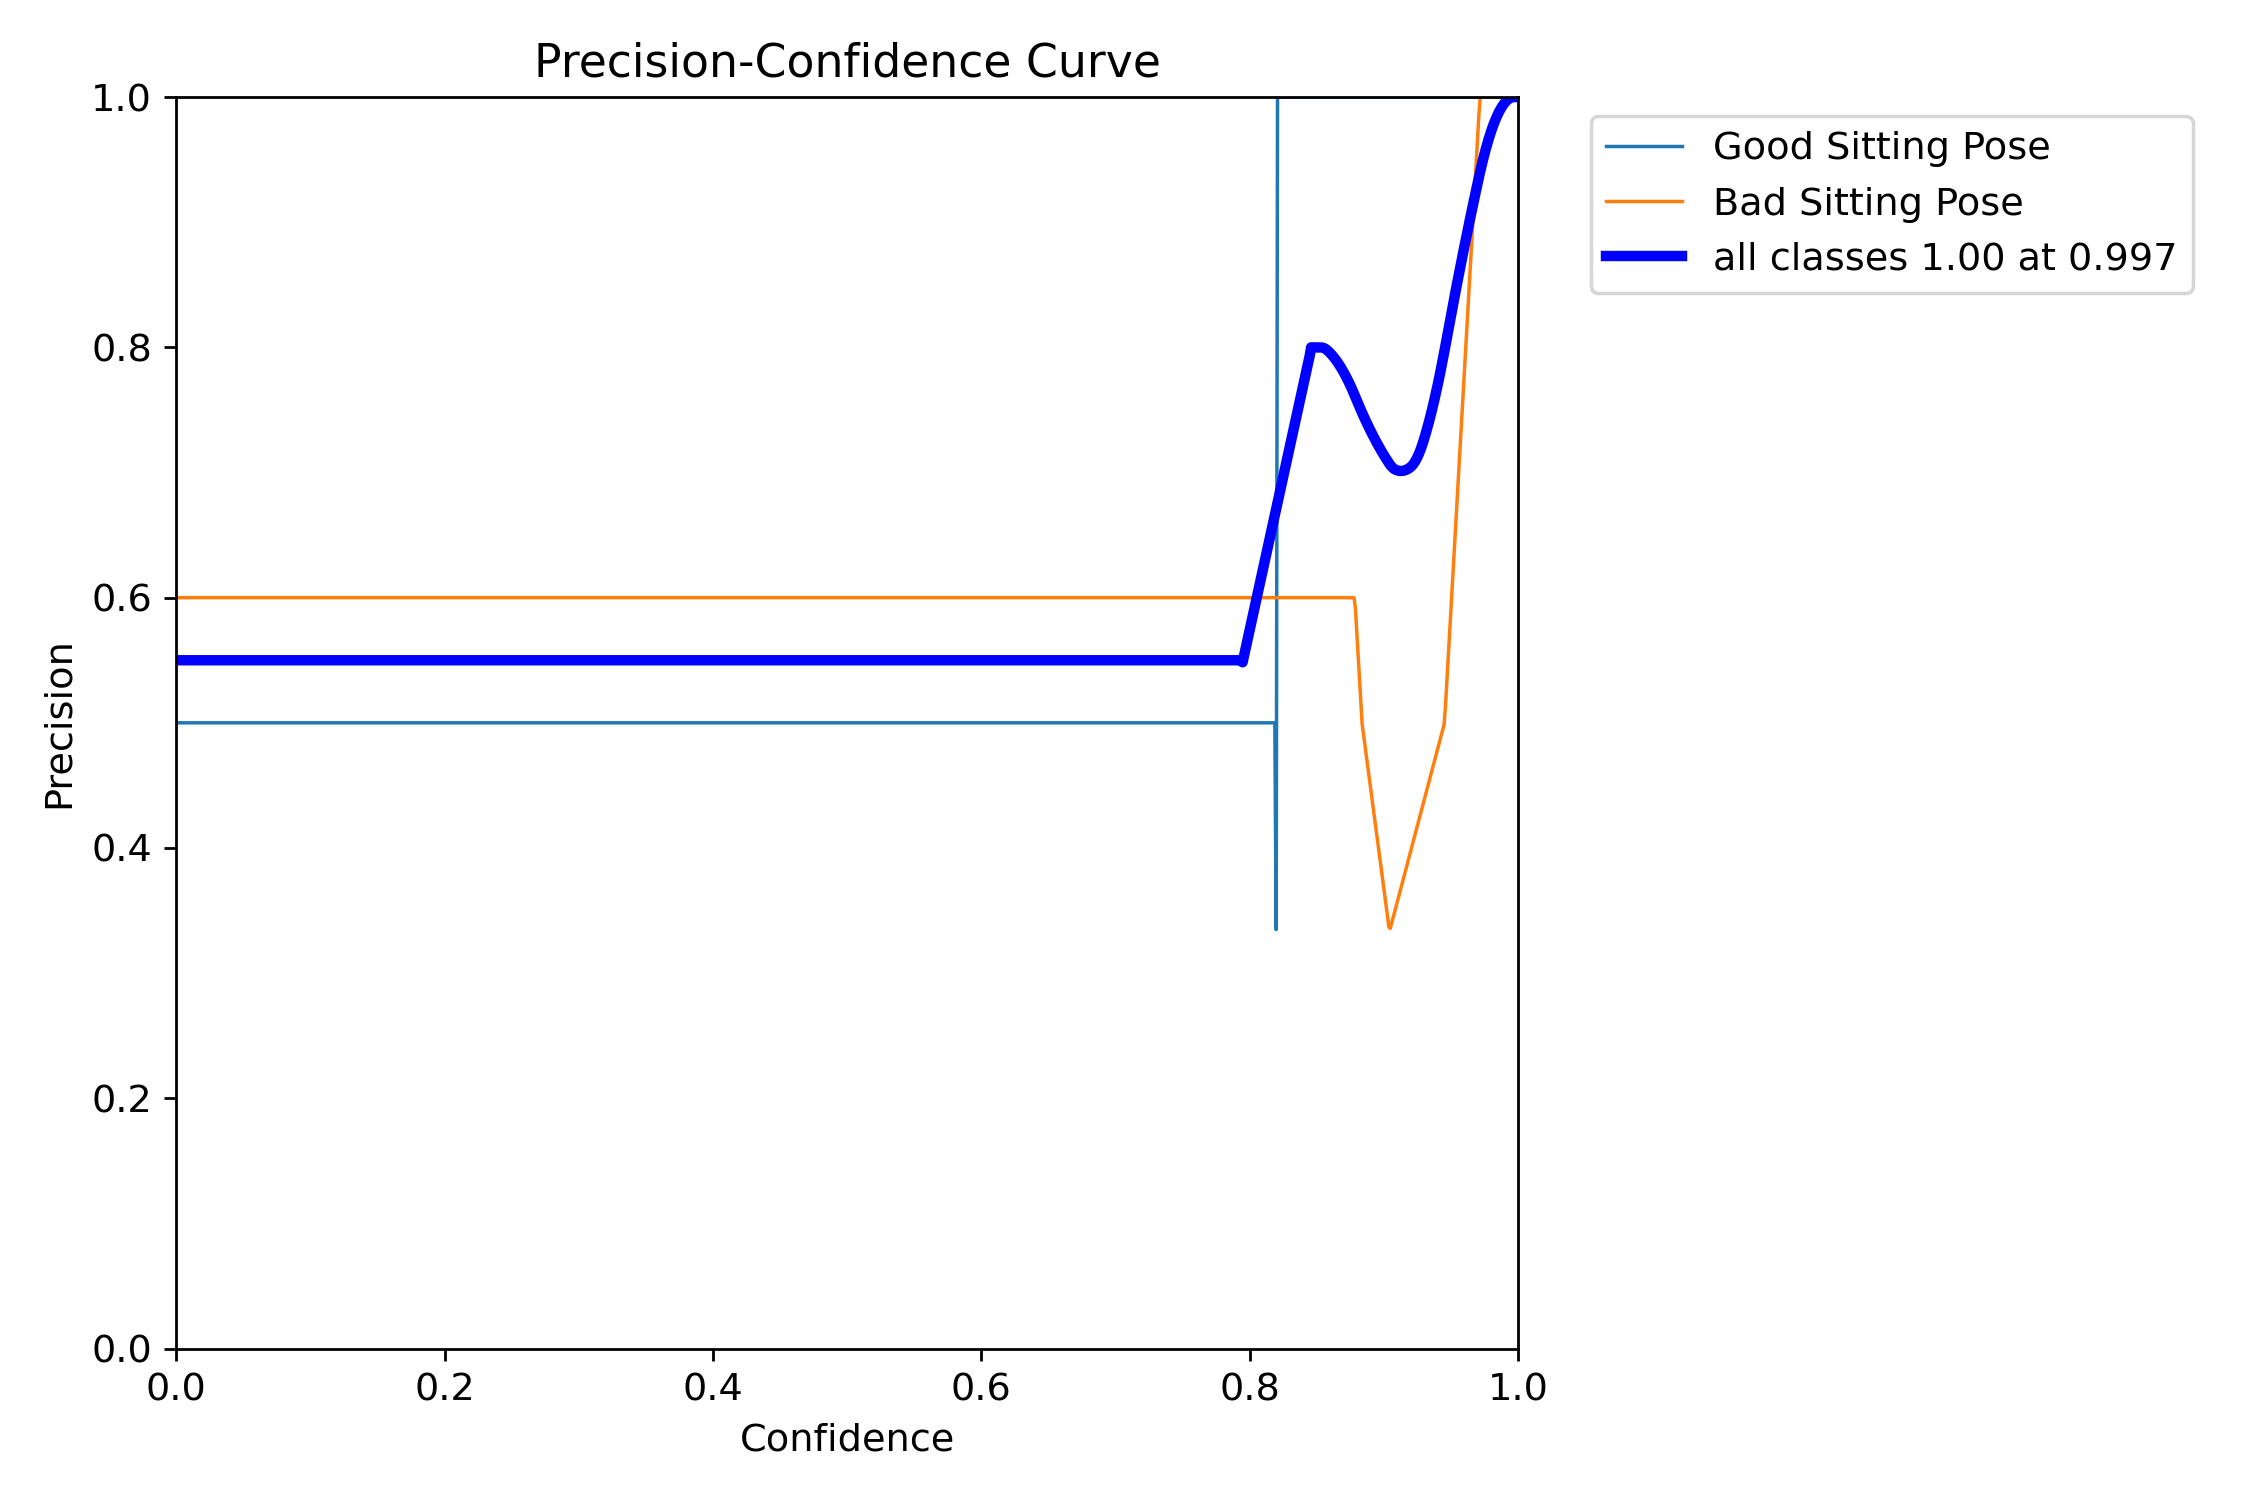 Precision-Confidence Curve
1.0
0.8
0.6
0.4
0.2
0.0
Precision
0.0 0.2 0.4 0.6 0.8 1.0
Confidence
Good Sitting Pose
Bad Sitting Pose
all classes 1.00 at 0.997